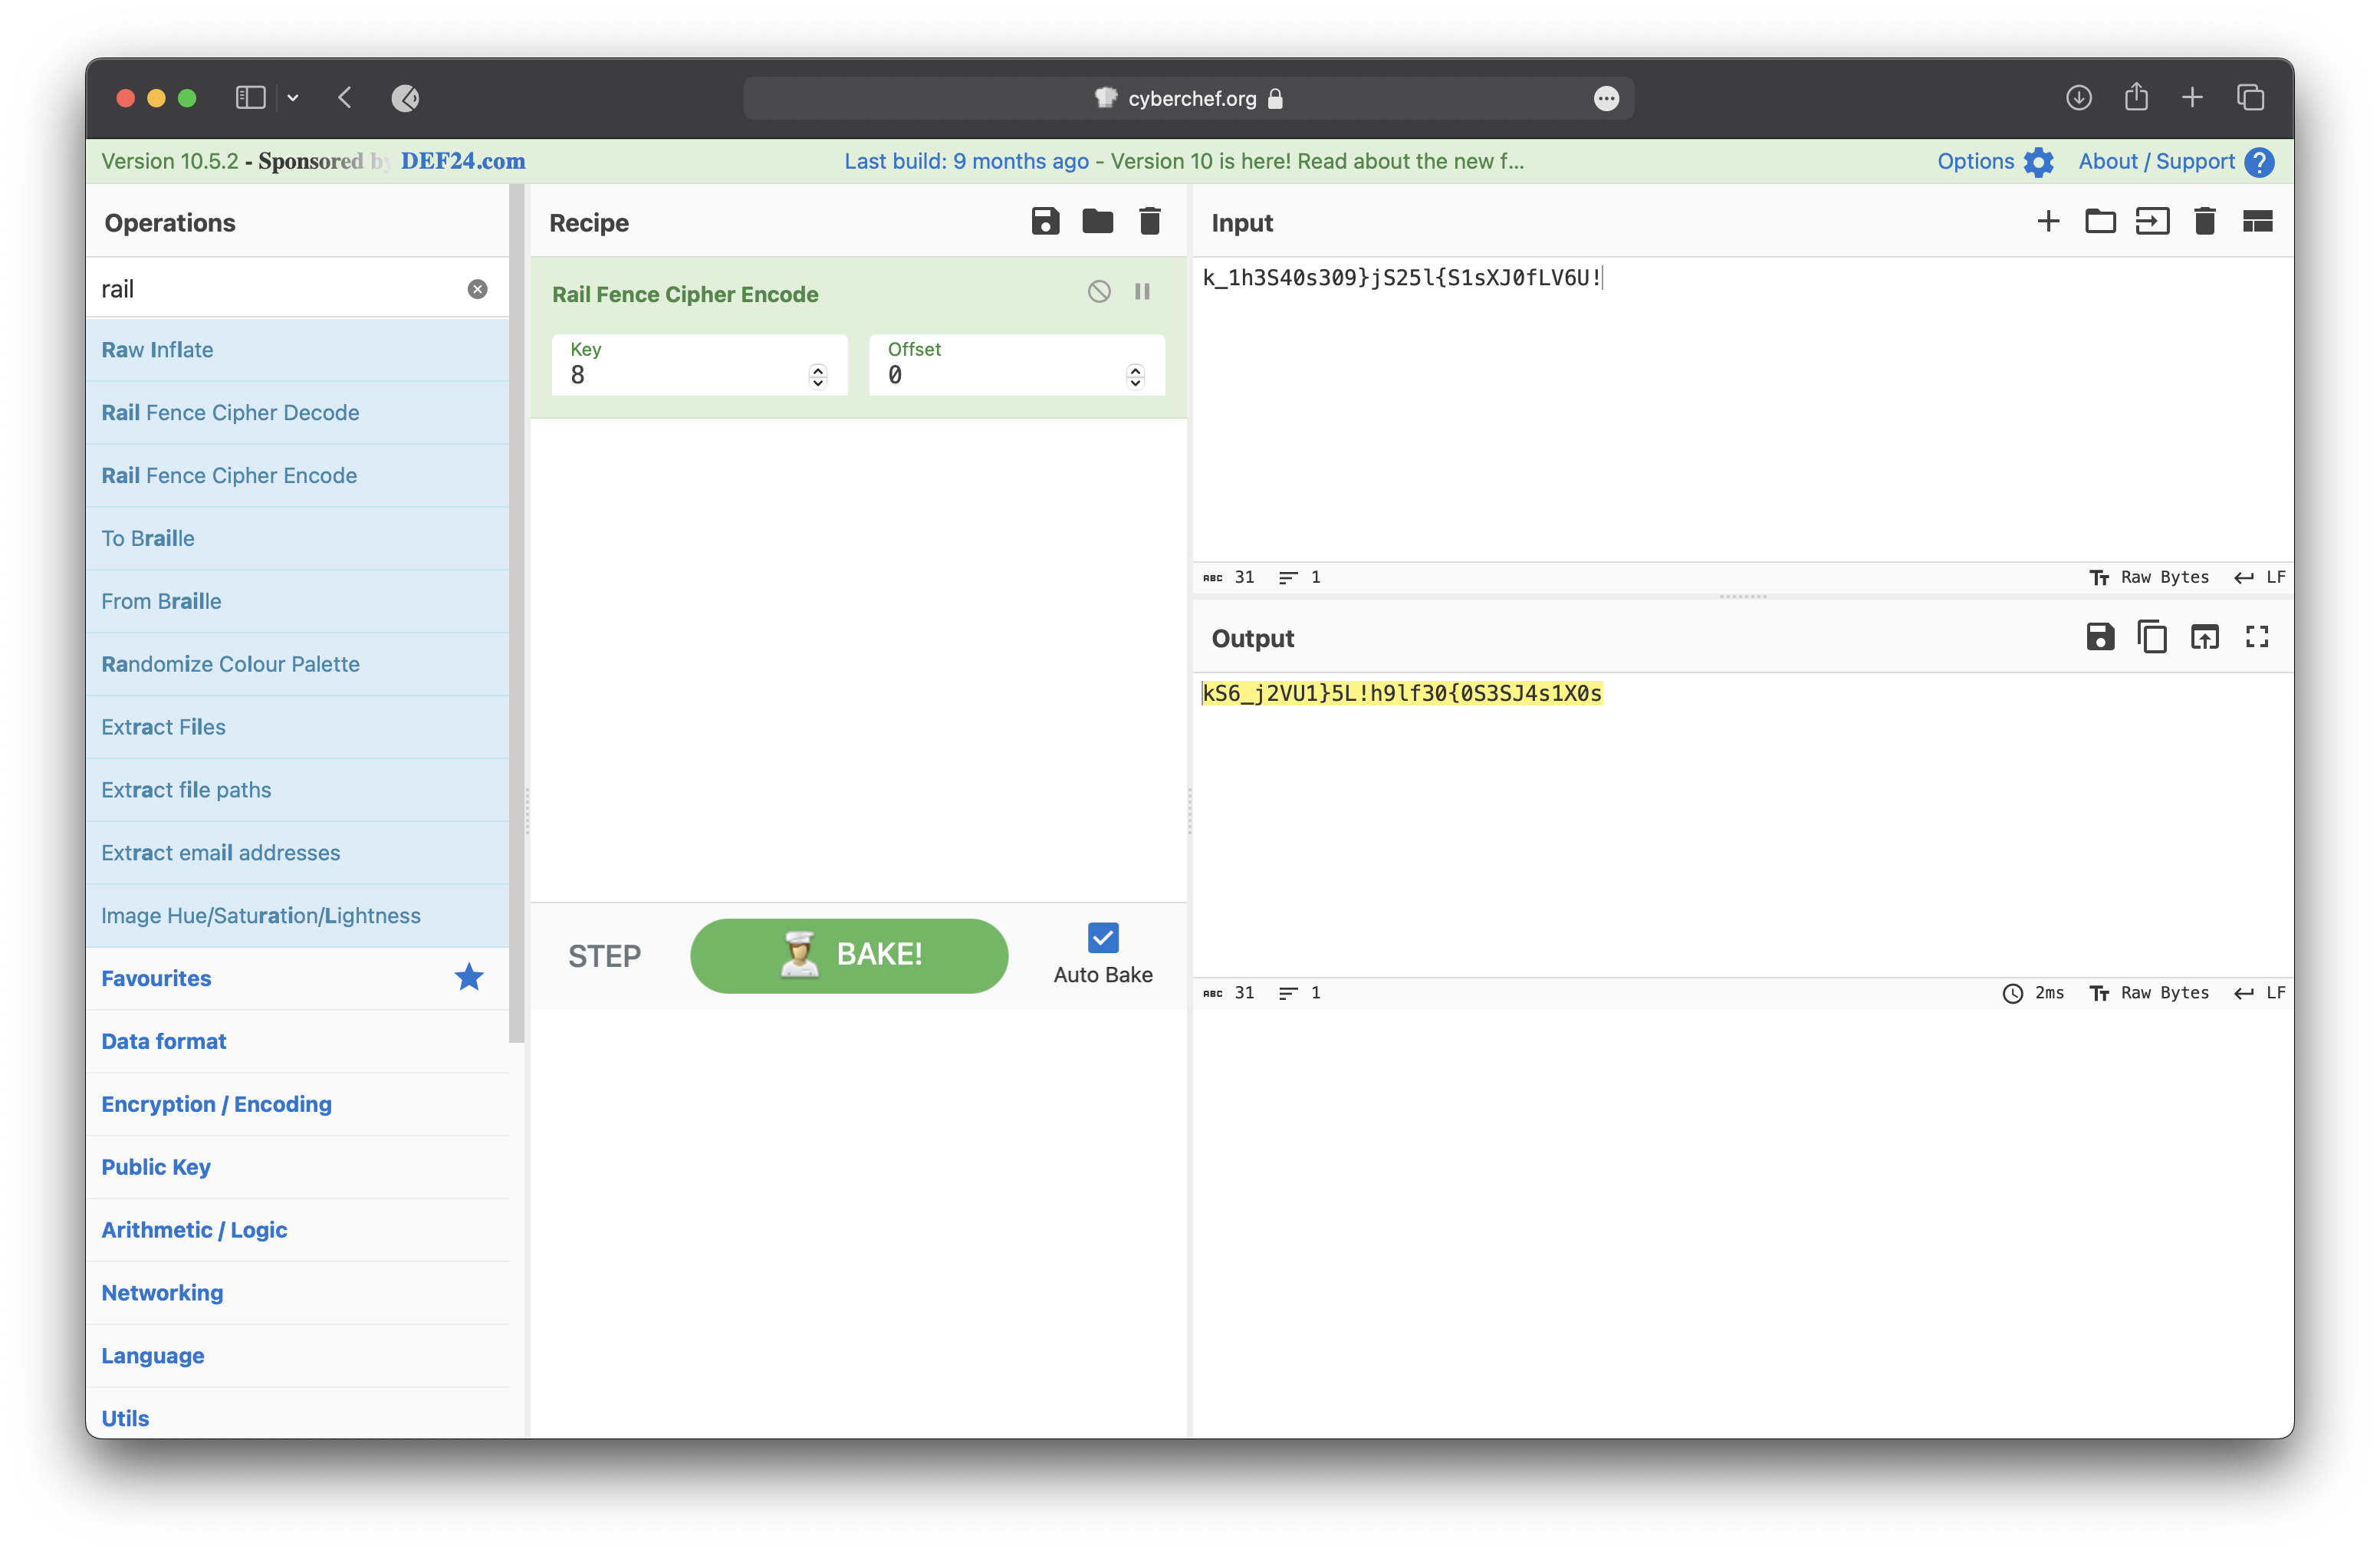 cyberchef.org
Version 10.5.2 - Sponsored by DEF24.com
Last build: 9 months ago - Version 10 is here! Read about the new f...
Options
About / Support
Operations
rail
Raw Inflate
Rail Fence Cipher Decode
Rail Fence Cipher Encode
To Braille
From Braille
Randomize Colour Palette
Extract Files
Extract file paths
Extract email addresses
Image Hue/Saturation/Lightness
Favourites
Data format
Encryption / Encoding
Public Key
Arithmetic / Logic
Networking
Language
Utils
Recipe
Rail Fence Cipher Encode
Key
8
Offset
0
STEP
BAKE!
Auto Bake
Input
k_1h3S40s309}jS25l{S1sXJ0fLV6U!
ABC 31 1
Raw Bytes LF
Output
kS6_j2VU1}5L!h9lf30{0S3SJ4s1X0s
ABC 31 1
2ms Raw Bytes LF